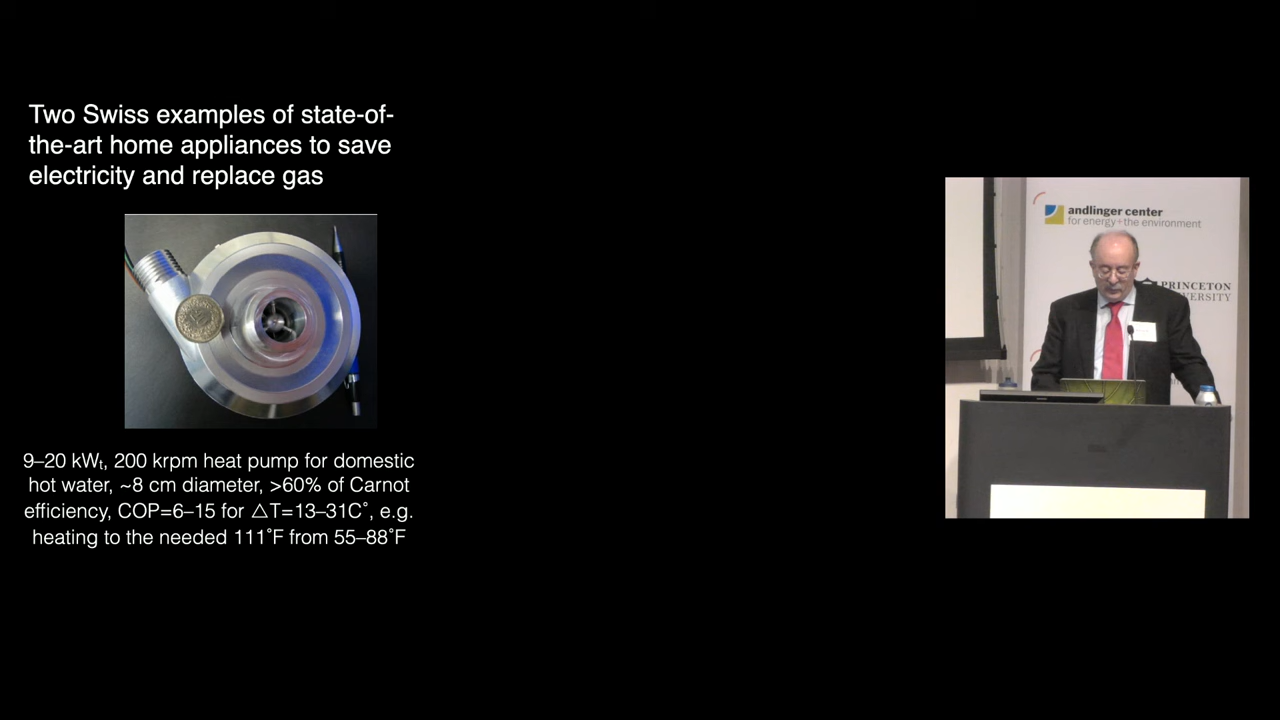 Two Swiss examples of state-of-
the-art home appliances to save
electricity and replace gas
9–20 kWₜ, 200 krpm heat pump for domestic
hot water, ~8 cm diameter, >60% of Carnot
efficiency, COP=6–15 for △T=13–31C˚, e.g.
heating to the needed 111˚F from 55–88˚F
andlinger center
for energy+the environment
PRINCETON